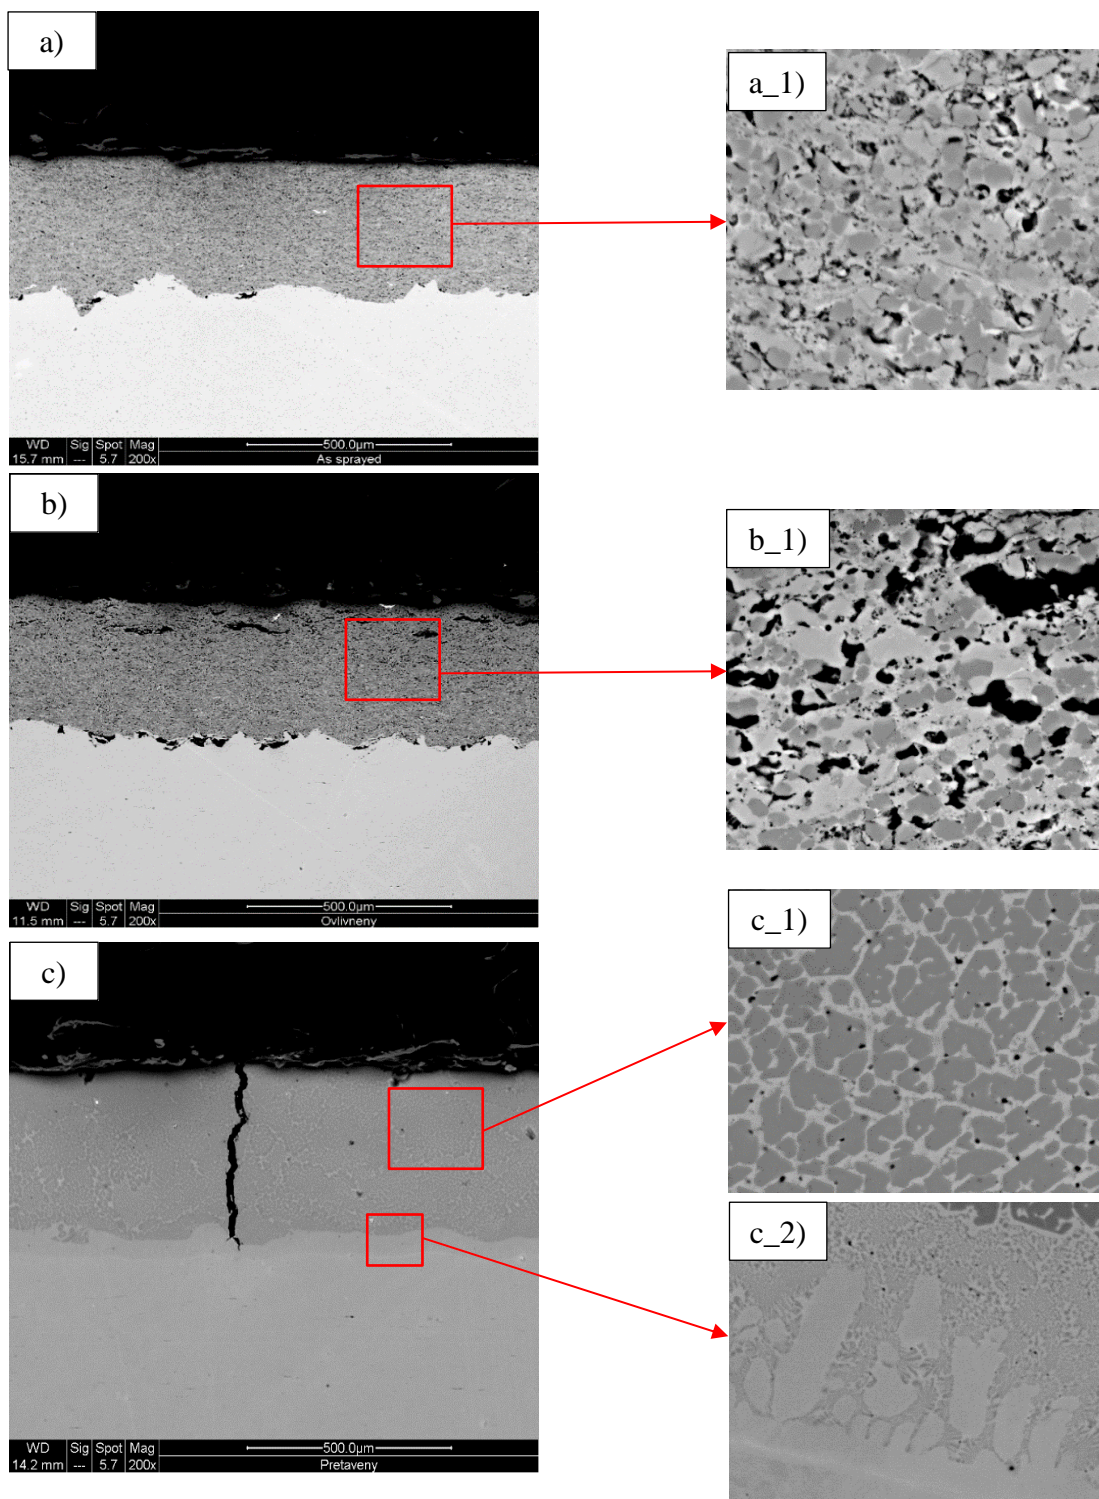 a)
a_1)
WD Sig Spot Mag 500.0µm
15.7 mm --- 5.7 200x As sprayed
b)
b_1)
WD Sig Spot Mag 500.0µm
11.5 mm --- 5.7 200x Ovlivneny
c)
c_1)
c_2)
WD Sig Spot Mag 500.0µm
14.2 mm --- 5.7 200x Pretaveny